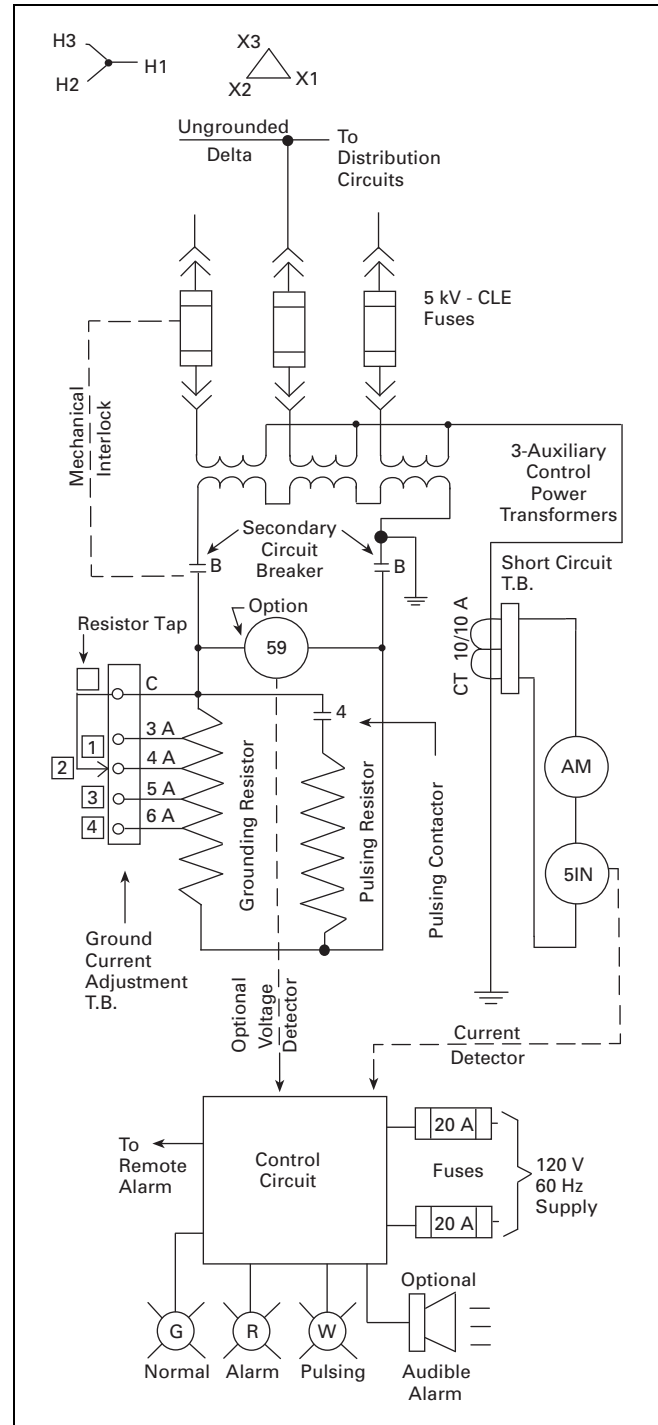 H3
H1
H2
X3
X2
X1
Ungrounded
Delta
To
Distribution
Circuits
5 kV - CLE
Fuses
Mechanical
Interlock
3-Auxiliary
Control
Power
Transformers
Secondary
Circuit
Breaker
B
B
Short Circuit
T.B.
Option
59
CT 10/10 A
Resistor Tap
C
3 A
4 A
5 A
6 A
1
2
3
4
4
Grounding Resistor
Pulsing Resistor
Pulsing Contactor
AM
5IN
Ground
Current
Adjustment
T.B.
Optional
Voltage
Detector
Current
Detector
To
Remote
Alarm
Control
Circuit
20 A
Fuses
20 A
120 V
60 Hz
Supply
Optional
G
R
W
Normal
Alarm
Pulsing
Audible
Alarm